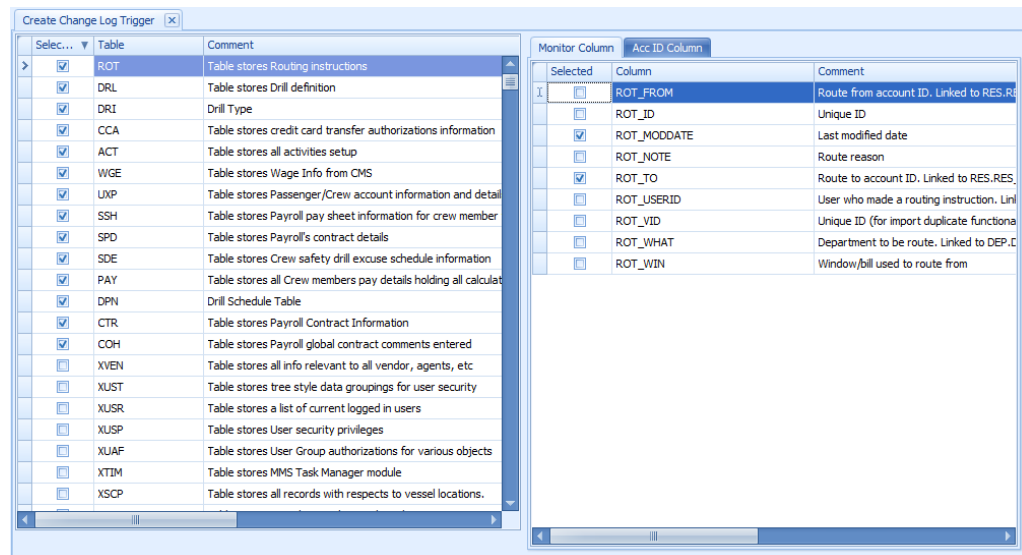 Create Change Log Trigger
Selec... Table Comment
ROT Table stores Routing instructions
DRL Table stores Drill definition
DRI Drill Type
CCA Table stores credit card transfer authorizations information
ACT Table stores all activities setup
WGE Table stores Wage Info from CMS
UXP Table stores Passenger/Crew account information and detail
SSH Table stores Payroll pay sheet information for crew member
SPD Table stores Payroll's contract details
SDE Table stores Crew safety drill excuse schedule information
PAY Table stores all Crew members pay details holding all calculat
DPN Drill Schedule Table
CTR Table stores Payroll Contract Information
COH Table stores Payroll global contract comments entered
XVEN Table stores all info relevant to all vendor, agents, etc
XUST Table stores tree style data groupings for user security
XUSR Table stores a list of current logged in users
XUSP Table stores User security privileges
XUAF Table stores User Group authorizations for various objects
XTIM Table stores MMS Task Manager module
XSCP Table stores all records with respects to vessel locations.
Monitor Column Acc ID Column
Selected Column Comment
ROT_FROM Route from account ID. Linked to RES.RES
ROT_ID Unique ID
ROT_MODDATE Last modified date
ROT_NOTE Route reason
ROT_TO Route to account ID. Linked to RES.RES_
ROT_USERID User who made a routing instruction. Lin
ROT_VID Unique ID (for import duplicate functiona
ROT_WHAT Department to be route. Linked to DEP.D
ROT_WIN Window/bill used to route from